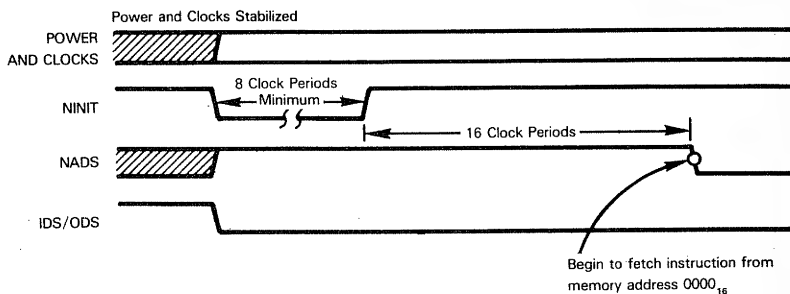 Power and Clocks Stabilized
POWER
AND CLOCKS
8 Clock Periods
Minimum
NINIT
16 Clock Periods
NADS
IDS/ODS
Begin to fetch instruction from
memory address 0000₁₆